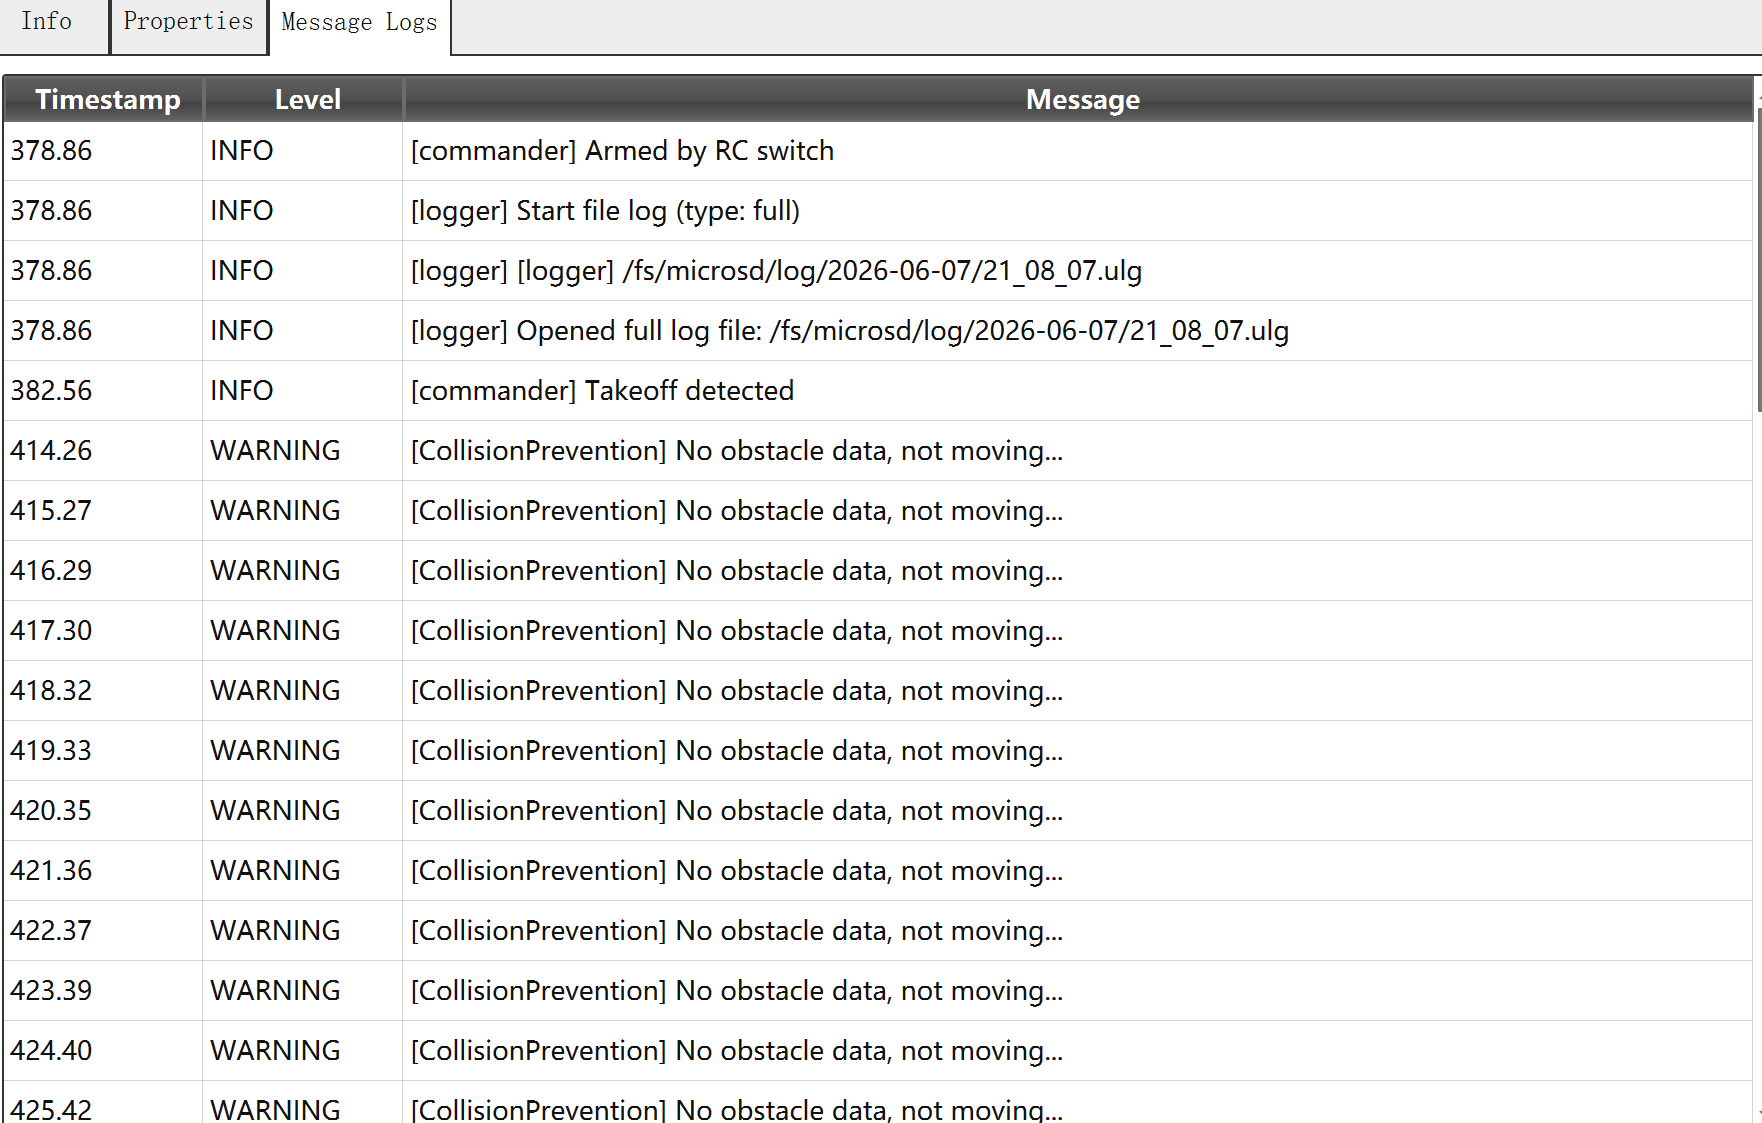 Info Properties Message Logs
Timestamp Level Message
378.86 INFO [commander] Armed by RC switch
378.86 INFO [logger] Start file log (type: full)
378.86 INFO [logger] [logger] /fs/microsd/log/2026-06-07/21_08_07.ulg
378.86 INFO [logger] Opened full log file: /fs/microsd/log/2026-06-07/21_08_07.ulg
382.56 INFO [commander] Takeoff detected
414.26 WARNING [CollisionPrevention] No obstacle data, not moving...
415.27 WARNING [CollisionPrevention] No obstacle data, not moving...
416.29 WARNING [CollisionPrevention] No obstacle data, not moving...
417.30 WARNING [CollisionPrevention] No obstacle data, not moving...
418.32 WARNING [CollisionPrevention] No obstacle data, not moving...
419.33 WARNING [CollisionPrevention] No obstacle data, not moving...
420.35 WARNING [CollisionPrevention] No obstacle data, not moving...
421.36 WARNING [CollisionPrevention] No obstacle data, not moving...
422.37 WARNING [CollisionPrevention] No obstacle data, not moving...
423.39 WARNING [CollisionPrevention] No obstacle data, not moving...
424.40 WARNING [CollisionPrevention] No obstacle data, not moving...
425.42 WARNING [CollisionPrevention] No obstacle data, not moving...